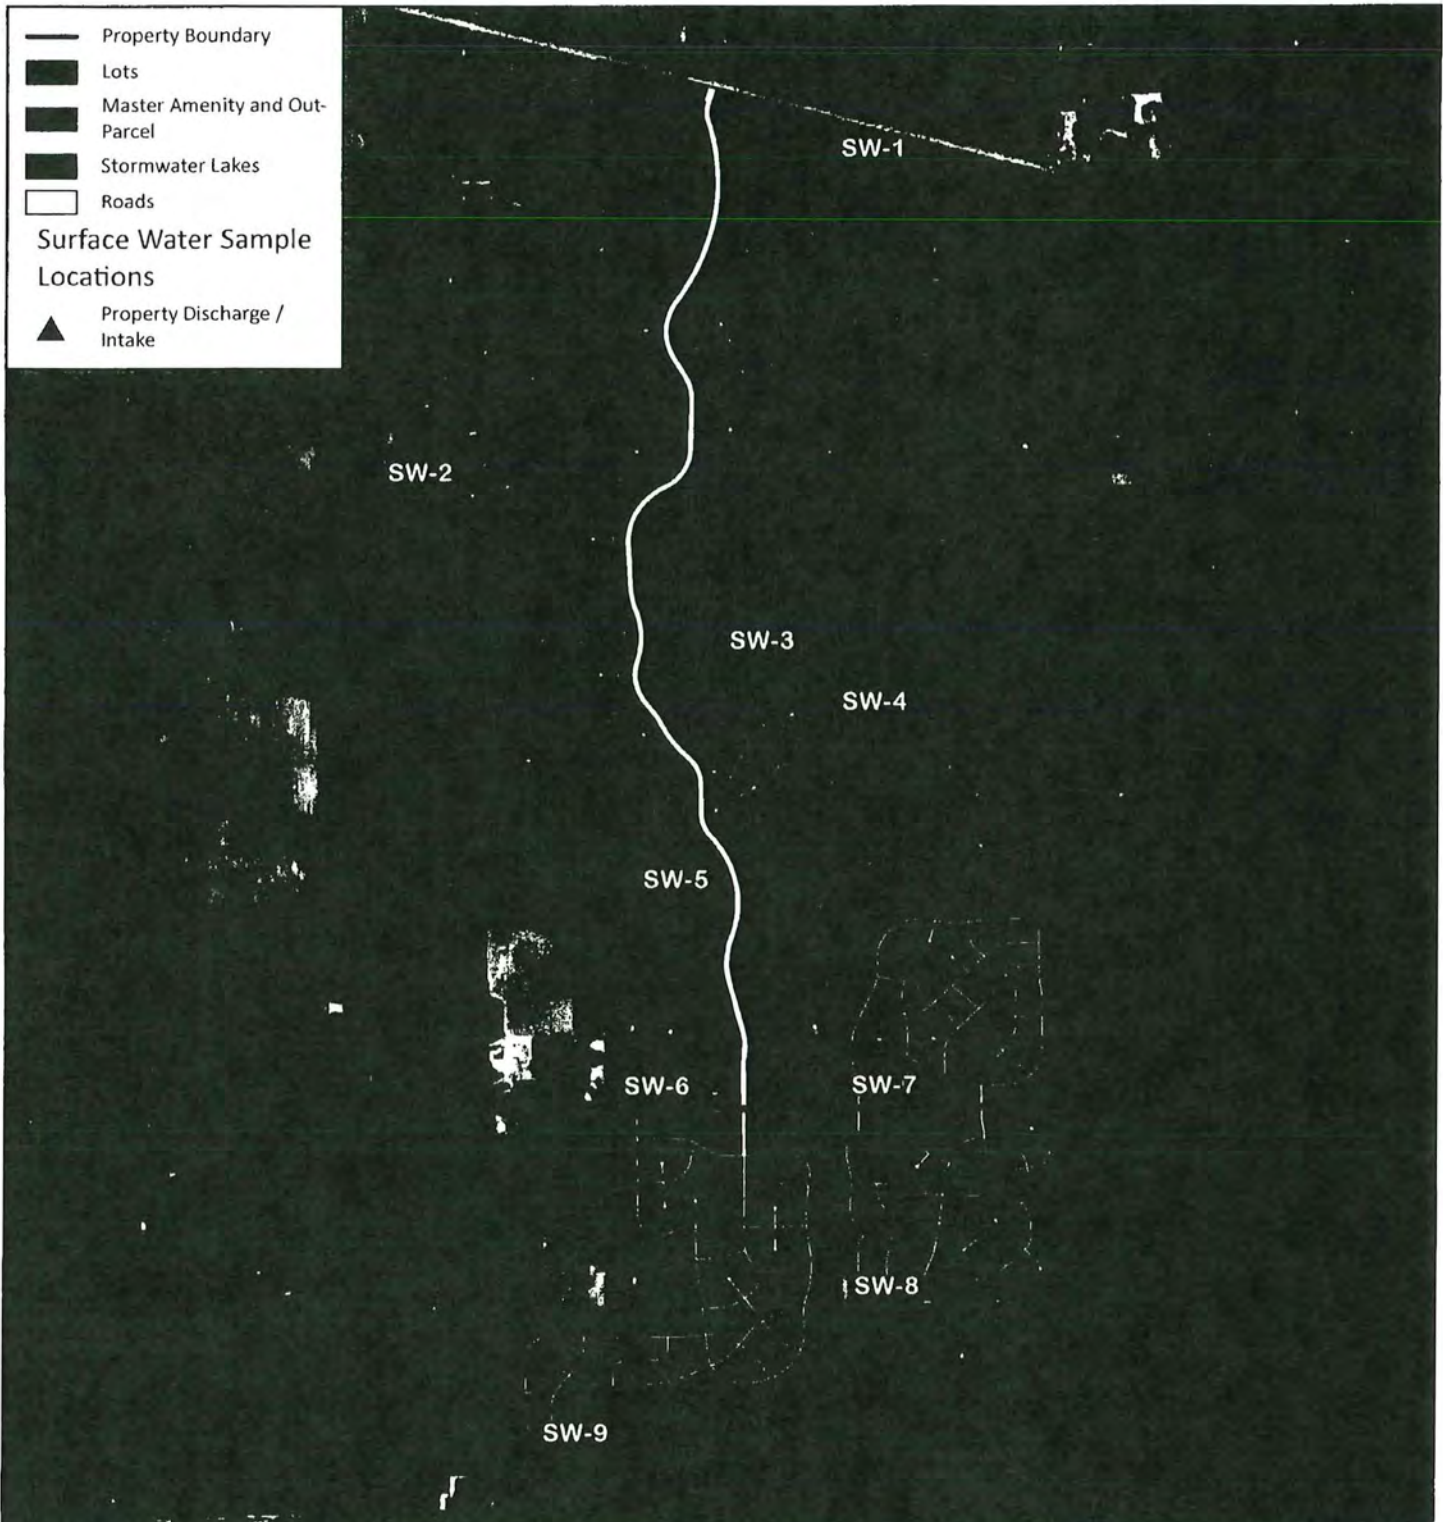 Property Boundary
Lots
Master Amenity and Out-
Parcel
Stormwater Lakes
Roads
Surface Water Sample
Locations
Property Discharge /
Intake
SW-1
SW-2
SW-3
SW-4
SW-5
SW-6
SW-7
SW-8
SW-9